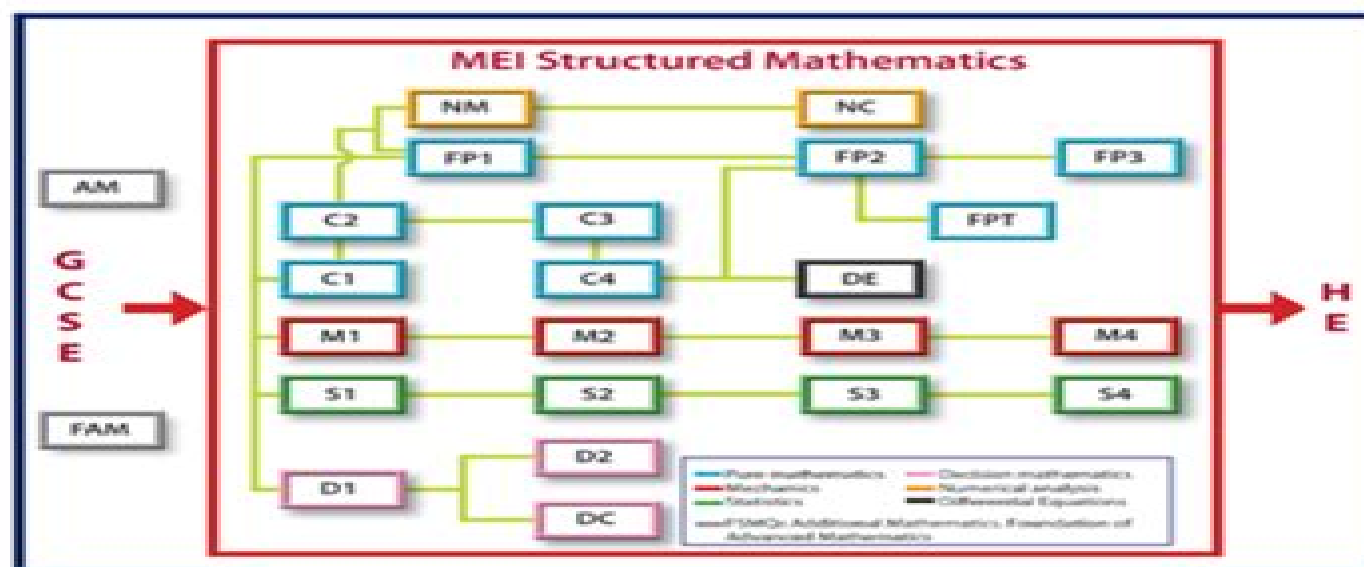 MEI Structured Mathematics
NM
NC
FP1
FP2
FP3
AM
C2
C3
FPT
GCSE
C1
C4
DE
HE
M1
M2
M3
M4
S1
S2
S3
S4
FAM
D2
D1
DC
Pure mathematics
Decision mathematics
Mechanics
Numerical analysis
Statistics
Differential Equations
FSMQs Additional Mathematics, Foundation of
Advanced Mathematics